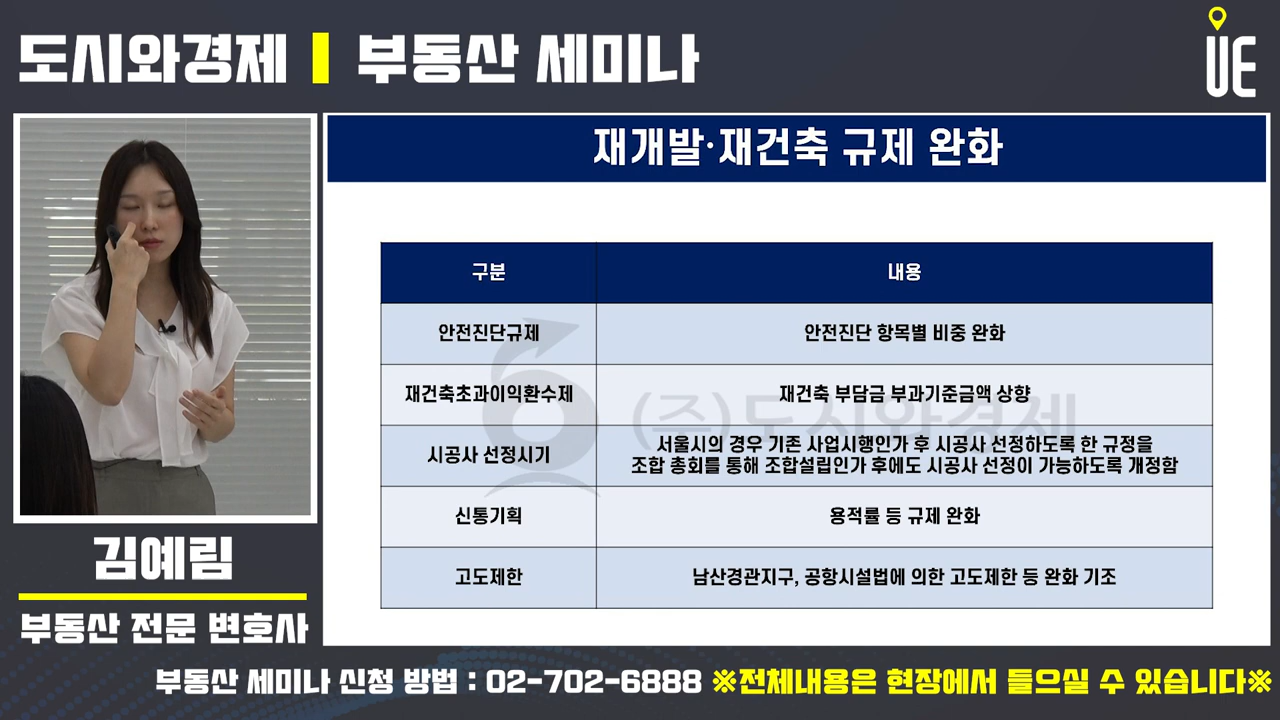 도시와경제 부동산 세미나
UE
재개발·재건축 규제 완화
구분 내용
안전진단규제 안전진단 항목별 비중 완화
재건축초과이익환수제 재건축 부담금 부과기준금액 상향
시공사 선정시기 서울시의 경우 기존 사업시행인가 후 시공사 선정하도록 한 규정을
조합 총회를 통해 조합설립인가 후에도 시공사 선정이 가능하도록 개정함
신통기획 용적률 등 규제 완화
고도제한 남산경관지구, 공항시설법에 의한 고도제한 등 완화 기조
(주)도시와경제
김예림
부동산 전문 변호사
부동산 세미나 신청 방법 : 02-702-6888 ※전체내용은 현장에서 들으실 수 있습니다※